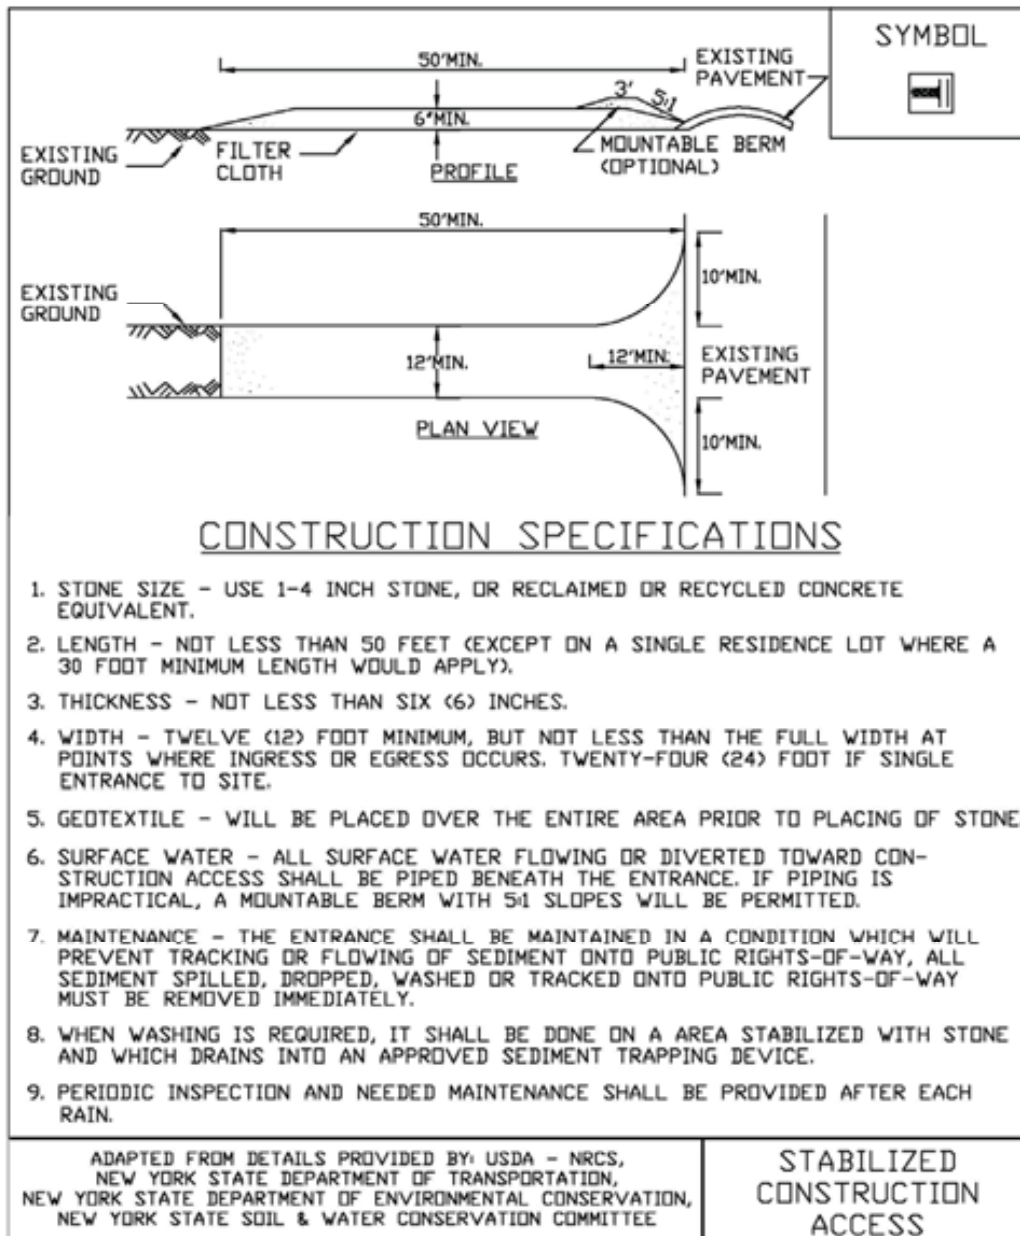 SYMBOL
50'MIN.
EXISTING
PAVEMENT
3'
5:1
6"MIN.
EXISTING
GROUND
FILTER
CLOTH
PROFILE
MOUNTABLE BERM
(OPTIONAL)
50'MIN.
10'MIN.
EXISTING
GROUND
12'MIN.
12'MIN.
EXISTING
PAVEMENT
PLAN VIEW
10'MIN.
CONSTRUCTION SPECIFICATIONS
1. STONE SIZE - USE 1-4 INCH STONE, OR RECLAIMED OR RECYCLED CONCRETE
EQUIVALENT.
2. LENGTH - NOT LESS THAN 50 FEET (EXCEPT ON A SINGLE RESIDENCE LOT WHERE A
30 FOOT MINIMUM LENGTH WOULD APPLY).
3. THICKNESS - NOT LESS THAN SIX (6) INCHES.
4. WIDTH - TWELVE (12) FOOT MINIMUM, BUT NOT LESS THAN THE FULL WIDTH AT
POINTS WHERE INGRESS OR EGRESS OCCURS. TWENTY-FOUR (24) FOOT IF SINGLE
ENTRANCE TO SITE.
5. GEOTEXTILE - WILL BE PLACED OVER THE ENTIRE AREA PRIOR TO PLACING OF STONE.
6. SURFACE WATER - ALL SURFACE WATER FLOWING OR DIVERTED TOWARD CON-
STRUCTION ACCESS SHALL BE PIPED BENEATH THE ENTRANCE. IF PIPING IS
IMPRACTICAL, A MOUNTABLE BERM WITH 5:1 SLOPES WILL BE PERMITTED.
7. MAINTENANCE - THE ENTRANCE SHALL BE MAINTAINED IN A CONDITION WHICH WILL
PREVENT TRACKING OR FLOWING OF SEDIMENT ONTO PUBLIC RIGHTS-OF-WAY, ALL
SEDIMENT SPILLED, DROPPED, WASHED OR TRACKED ONTO PUBLIC RIGHTS-OF-WAY
MUST BE REMOVED IMMEDIATELY.
8. WHEN WASHING IS REQUIRED, IT SHALL BE DONE ON A AREA STABILIZED WITH STONE
AND WHICH DRAINS INTO AN APPROVED SEDIMENT TRAPPING DEVICE.
9. PERIODIC INSPECTION AND NEEDED MAINTENANCE SHALL BE PROVIDED AFTER EACH
RAIN.
ADAPTED FROM DETAILS PROVIDED BY: USDA - NRCS,
NEW YORK STATE DEPARTMENT OF TRANSPORTATION,
NEW YORK STATE DEPARTMENT OF ENVIRONMENTAL CONSERVATION,
NEW YORK STATE SOIL & WATER CONSERVATION COMMITTEE
STABILIZED
CONSTRUCTION
ACCESS